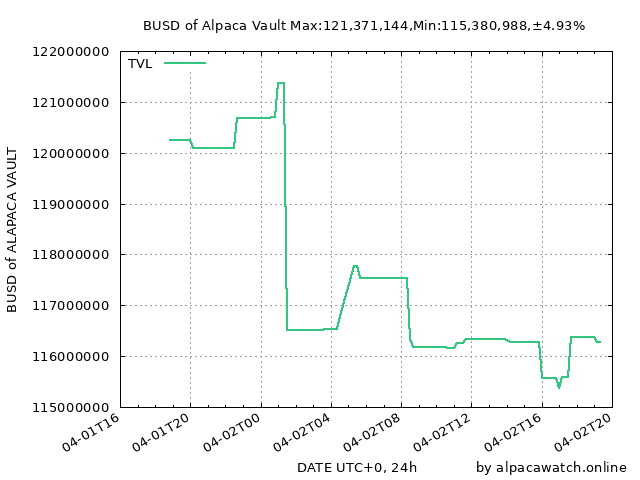 BUSD of Alpaca Vault Max:121,371,144,Min:115,380,988,±4.93%
TVL
122000000
121000000
120000000
119000000
118000000
117000000
116000000
115000000
BUSD of ALAPACA VAULT
04-01T16
04-01T20
04-02T00
04-02T04
04-02T08
04-02T12
04-02T16
04-02T20
DATE UTC+0, 24h
by alpacawatch.online